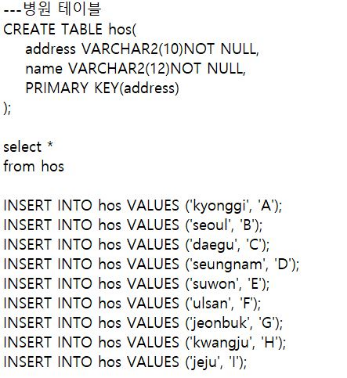 ---병원 테이블
CREATE TABLE hos(
address VARCHAR2(10)NOT NULL,
name VARCHAR2(12)NOT NULL,
PRIMARY KEY(address)
);
select *
from hos
INSERT INTO hos VALUES ('kyonggi', 'A');
INSERT INTO hos VALUES ('seoul', 'B');
INSERT INTO hos VALUES ('daegu', 'C');
INSERT INTO hos VALUES ('seungnam', 'D');
INSERT INTO hos VALUES ('suwon', 'E');
INSERT INTO hos VALUES ('ulsan', 'F');
INSERT INTO hos VALUES ('jeonbuk', 'G');
INSERT INTO hos VALUES ('kwangju', 'H');
INSERT INTO hos VALUES ('jeju', 'I');